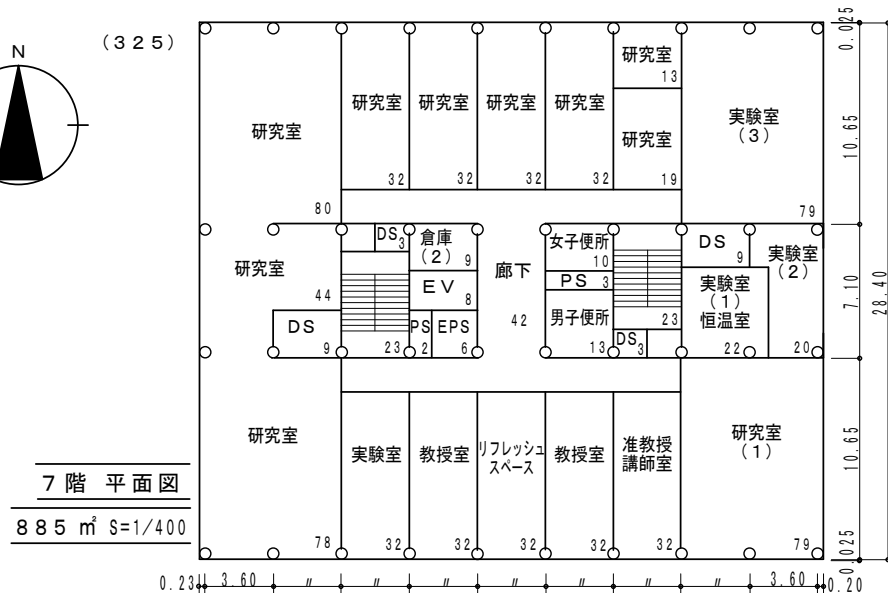 (325)
N
研究室
80
研究室
32
研究室
32
研究室
32
研究室
32
研究室
13
研究室
19
実験室
(3)
79
研究室
44
DS
9
DS 3
23
倉庫
(2)
9
EV
8
PS
2
EPS
6
廊下
42
女子便所
10
PS 3
男子便所
13
23
DS 3
DS
9
実験室
(1)
恒温室
22
実験室
(2)
20
研究室
78
実験室
32
教授室
32
リフレッシュ
スペース
32
教授室
32
准教授
講師室
32
研究室
(1)
79
7階 平面図
885 ㎡ S=1/400
0.025
10.65
7.10
28.40
10.65
0.025
0.23 3.60 〃 〃 〃 〃 〃 〃 〃 3.60 0.20